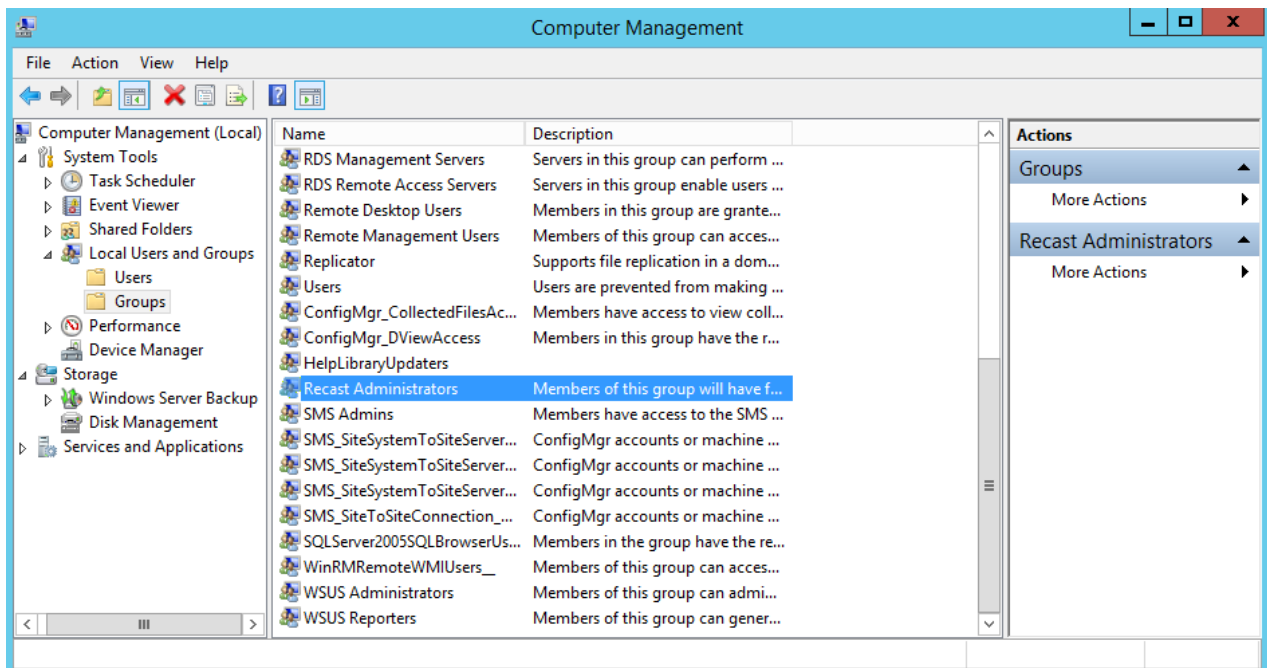 Computer Management
File Action View Help
Computer Management (Local)
System Tools
Task Scheduler
Event Viewer
Shared Folders
Local Users and Groups
Users
Groups
Performance
Device Manager
Storage
Windows Server Backup
Disk Management
Services and Applications
Name Description
RDS Management Servers Servers in this group can perform ...
RDS Remote Access Servers Servers in this group enable users ...
Remote Desktop Users Members in this group are grante...
Remote Management Users Members of this group can acces...
Replicator Supports file replication in a dom...
Users Users are prevented from making ...
ConfigMgr_CollectedFilesAc... Members have access to view coll...
ConfigMgr_DViewAccess Members in this group have the r...
HelpLibraryUpdaters
Recast Administrators Members of this group will have f...
SMS Admins Members have access to the SMS ...
SMS_SiteSystemToSiteServer... ConfigMgr accounts or machine ...
SMS_SiteSystemToSiteServer... ConfigMgr accounts or machine ...
SMS_SiteSystemToSiteServer... ConfigMgr accounts or machine ...
SMS_SiteToSiteConnection_... ConfigMgr accounts or machine ...
SQLServer2005SQLBrowserUs... Members in the group have the re...
WinRMRemoteWMIUsers__ Members of this group can acces...
WSUS Administrators Members of this group can admi...
WSUS Reporters Members of this group can gener...
Actions
Groups
More Actions
Recast Administrators
More Actions